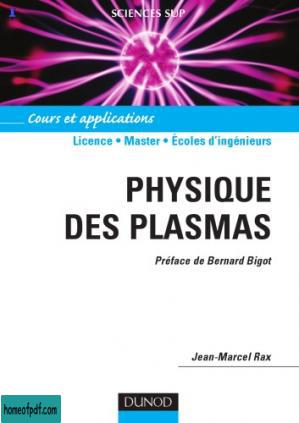 SCIENCES SUP
Cours et applications
Licence • Master • Écoles d'ingénieurs
PHYSIQUE
DES PLASMAS
Préface de Bernard Bigot
Jean-Marcel Rax
DUNOD
homeofpdf.com